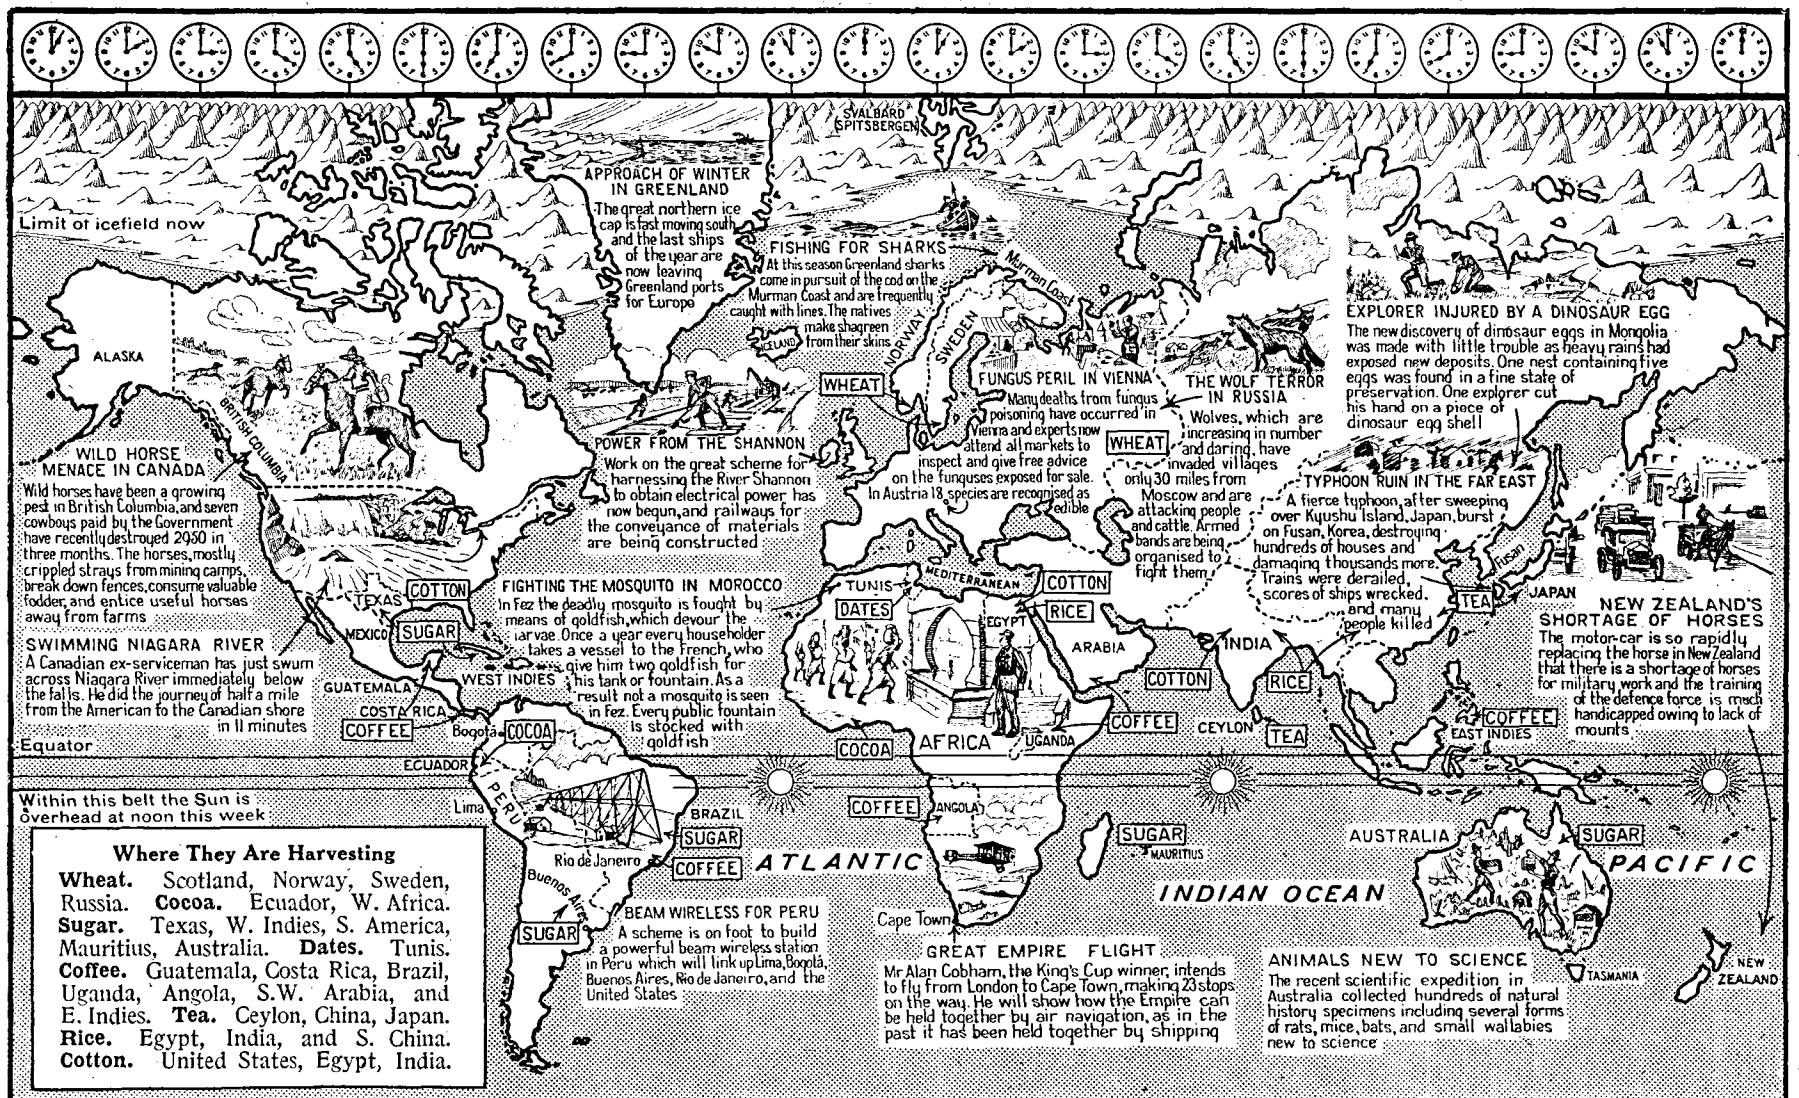 SVALBARD
SPITSBERGEN
APPROACH OF WINTER
IN GREENLAND
The great northern ice
cap is fast moving south
and the last ships
of the year are
now leaving
Greenland ports
for Europe
Limit of icefield now
FISHING FOR SHARKS
At this season Greenland sharks
come in pursuit of the cod on the
Murman Coast and are frequently
caught with lines. The natives
make shagreen
from their skins
Murman Coast
ICELAND
NORWAY
SWEDEN
WHEAT
ALASKA
BRITISH COLUMBIA
EXPLORER INJURED BY A DINOSAUR EGG
The new discovery of dinosaur eggs in Mongolia
was made with little trouble as heavy rains had
exposed new deposits. One nest containing five
eggs was found in a fine state of
preservation. One explorer cut
his hand on a piece of
dinosaur egg shell
FUNGUS PERIL IN VIENNA
Many deaths from fungus
poisoning have occurred in
Vienna and experts now
attend all markets to
inspect and give free advice
on the funguses exposed for sale.
In Austria 18 species are recognised as
edible
THE WOLF TERROR
IN RUSSIA
Wolves, which are
increasing in number
and daring, have
invaded villages
only 30 miles from
Moscow and are
attacking people
and cattle. Armed
bands are being
organised to
fight them
WHEAT
POWER FROM THE SHANNON
Work on the great scheme for
harnessing the River Shannon
to obtain electrical power has
now begun, and railways for
the conveyance of materials
are being constructed
WILD HORSE
MENACE IN CANADA
Wild horses have been a growing
pest in British Columbia, and seven
cowboys paid by the Government
have recently destroyed 2950 in
three months. The horses, mostly
crippled strays from mining camps,
break down fences, consume valuable
fodder, and entice useful horses
away from farms
TYPHOON RUIN IN THE FAR EAST
A fierce typhoon, after sweeping
over Kyushu Island, Japan, burst
on Fusan, Korea, destroying
hundreds of houses and
damaging thousands more.
Trains were derailed,
scores of ships wrecked,
and many
people killed
Fusan
JAPAN
TEA
SWIMMING NIAGARA RIVER
A Canadian ex-serviceman has just swum
across Niagara River immediately below
the falls. He did the journey of half a mile
from the American to the Canadian shore
in 11 minutes
TEXAS
COTTON
MEXICO
SUGAR
WEST INDIES
GUATEMALA
COSTA RICA
COFFEE
FIGHTING THE MOSQUITO IN MOROCCO
In Fez the deadly mosquito is fought by
means of goldfish, which devour the
larvae. Once a year every householder
takes a vessel to the French, who
give him two goldfish for
his tank or fountain. As a
result not a mosquito is seen
in Fez. Every public fountain
is stocked with
goldfish
TUNIS
DATES
MEDITERRANEAN
COTTON
RICE
EGYPT
ARABIA
INDIA
COTTON
RICE
CEYLON
TEA
COFFEE
UGANDA
AFRICA
COCOA
NEW ZEALAND'S
SHORTAGE OF HORSES
The motor-car is so rapidly
replacing the horse in New Zealand
that there is a shortage of horses
for military work and the training
of the defence force is much
handicapped owing to lack of
mounts
COFFEE
EAST INDIES
Equator
Bogotá
COCOA
ECUADOR
PERU
Lima
BRAZIL
SUGAR
COFFEE
Rio de Janeiro
Buenos Aires
SUGAR
Within this belt the Sun is
overhead at noon this week
COFFEE
ANGOLA
SUGAR
MAURITIUS
AUSTRALIA
SUGAR
ATLANTIC
INDIAN OCEAN
PACIFIC
Cape Town
TASMANIA
NEW
ZEALAND
BEAM WIRELESS FOR PERU
A scheme is on foot to build
a powerful beam wireless station
in Peru which will link up Lima, Bogotá,
Buenos Aires, Rio de Janeiro, and the
United States
GREAT EMPIRE FLIGHT
Mr Alan Cobham, the King's Cup winner, intends
to fly from London to Cape Town, making 23 stops
on the way. He will show how the Empire can
be held together by air navigation, as in the
past it has been held together by shipping
ANIMALS NEW TO SCIENCE
The recent scientific expedition in
Australia collected hundreds of natural
history specimens including several forms
of rats, mice, bats, and small wallabies
new to science
Where They Are Harvesting
Wheat. Scotland, Norway, Sweden,
Russia. Cocoa. Ecuador, W. Africa.
Sugar. Texas, W. Indies, S. America,
Mauritius, Australia. Dates. Tunis.
Coffee. Guatemala, Costa Rica, Brazil,
Uganda, Angola, S.W. Arabia, and
E. Indies. Tea. Ceylon, China, Japan.
Rice. Egypt, India, and S. China.
Cotton. United States, Egypt, India.